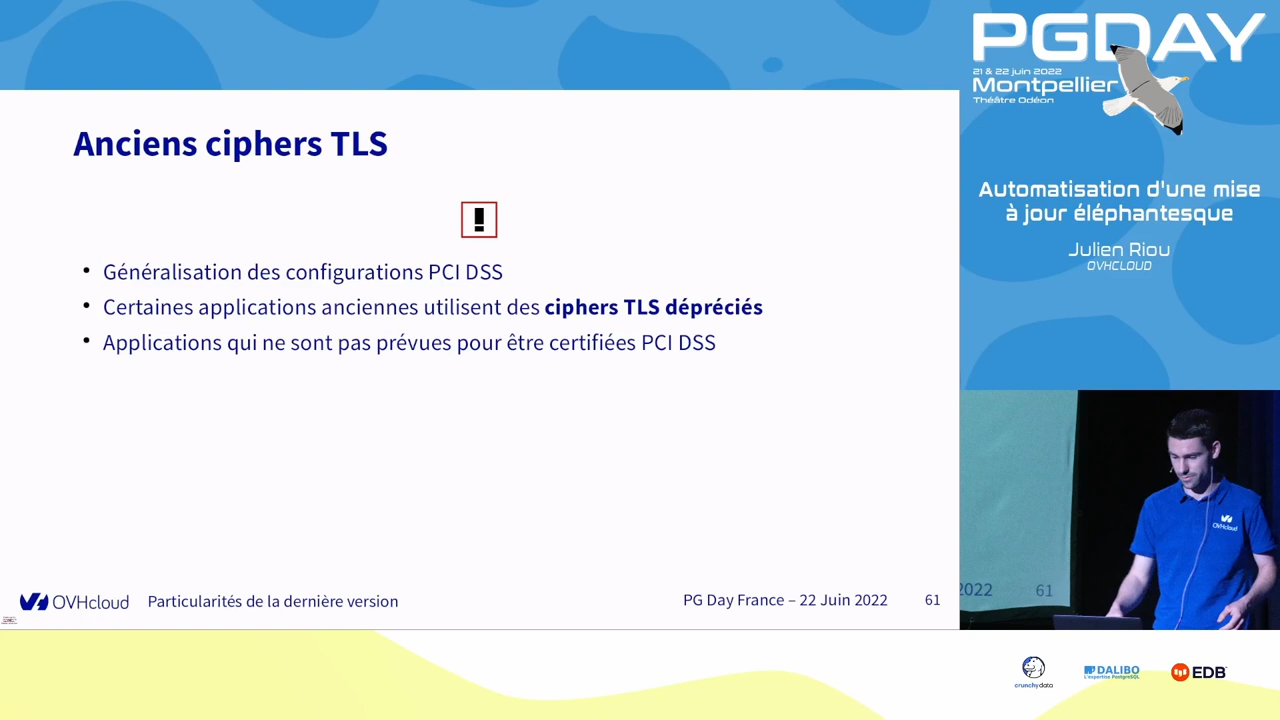 Anciens ciphers TLS
!
• Généralisation des configurations PCI DSS
• Certaines applications anciennes utilisent des ciphers TLS dépréciés
• Applications qui ne sont pas prévues pour être certifiées PCI DSS
OVHcloud
Particularités de la dernière version
PG Day France – 22 Juin 2022
61
PGDAY
21 & 22 juin 2022
Montpellier
Théâtre Odéon
Automatisation d'une mise
à jour éléphantesque
Julien Riou
OVHCLOUD
OVHcloud
2022
61
crunchydata
DALIBO
L'expertise PostgreSQL
EDB